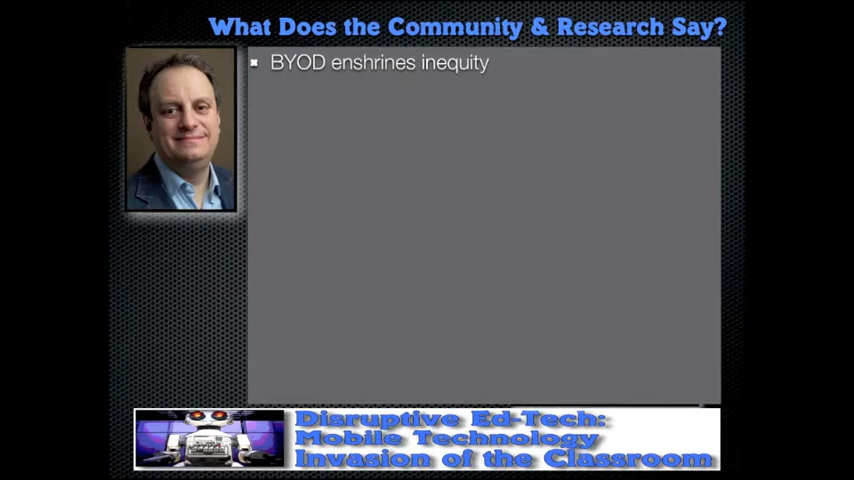 What Does the Community & Research Say?
BYOD enshrines inequity
Disruptive Ed-Tech:
Mobile Technology
Invasion of the Classroom